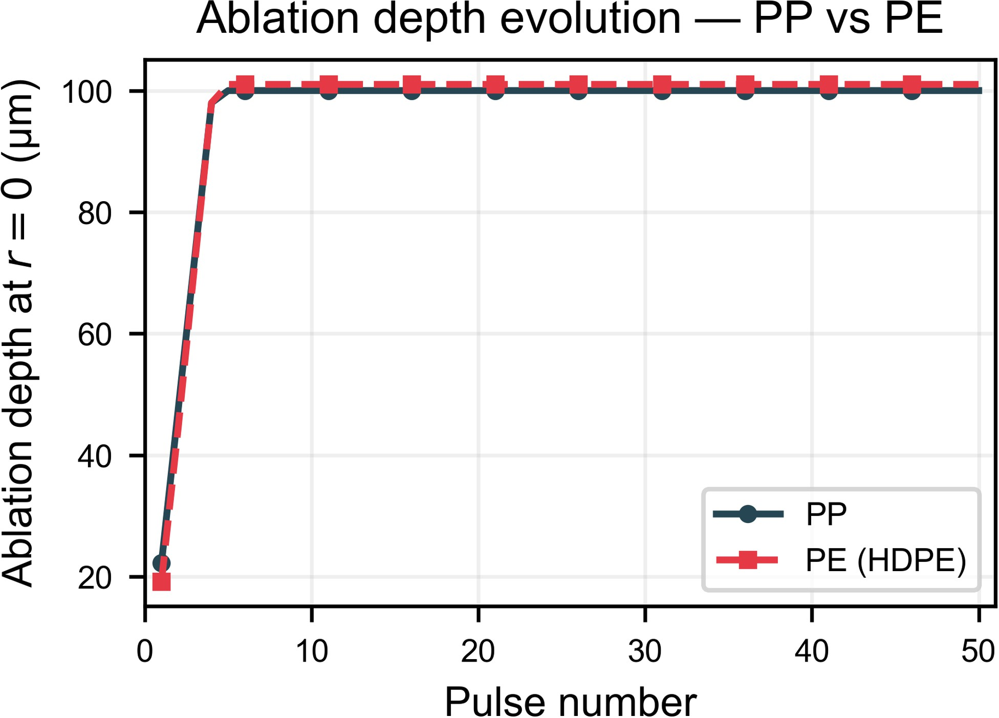 Ablation depth evolution — PP vs PE
Ablation depth at r = 0 (µm)
100
80
60
40
20
PP
PE (HDPE)
0 10 20 30 40 50
Pulse number